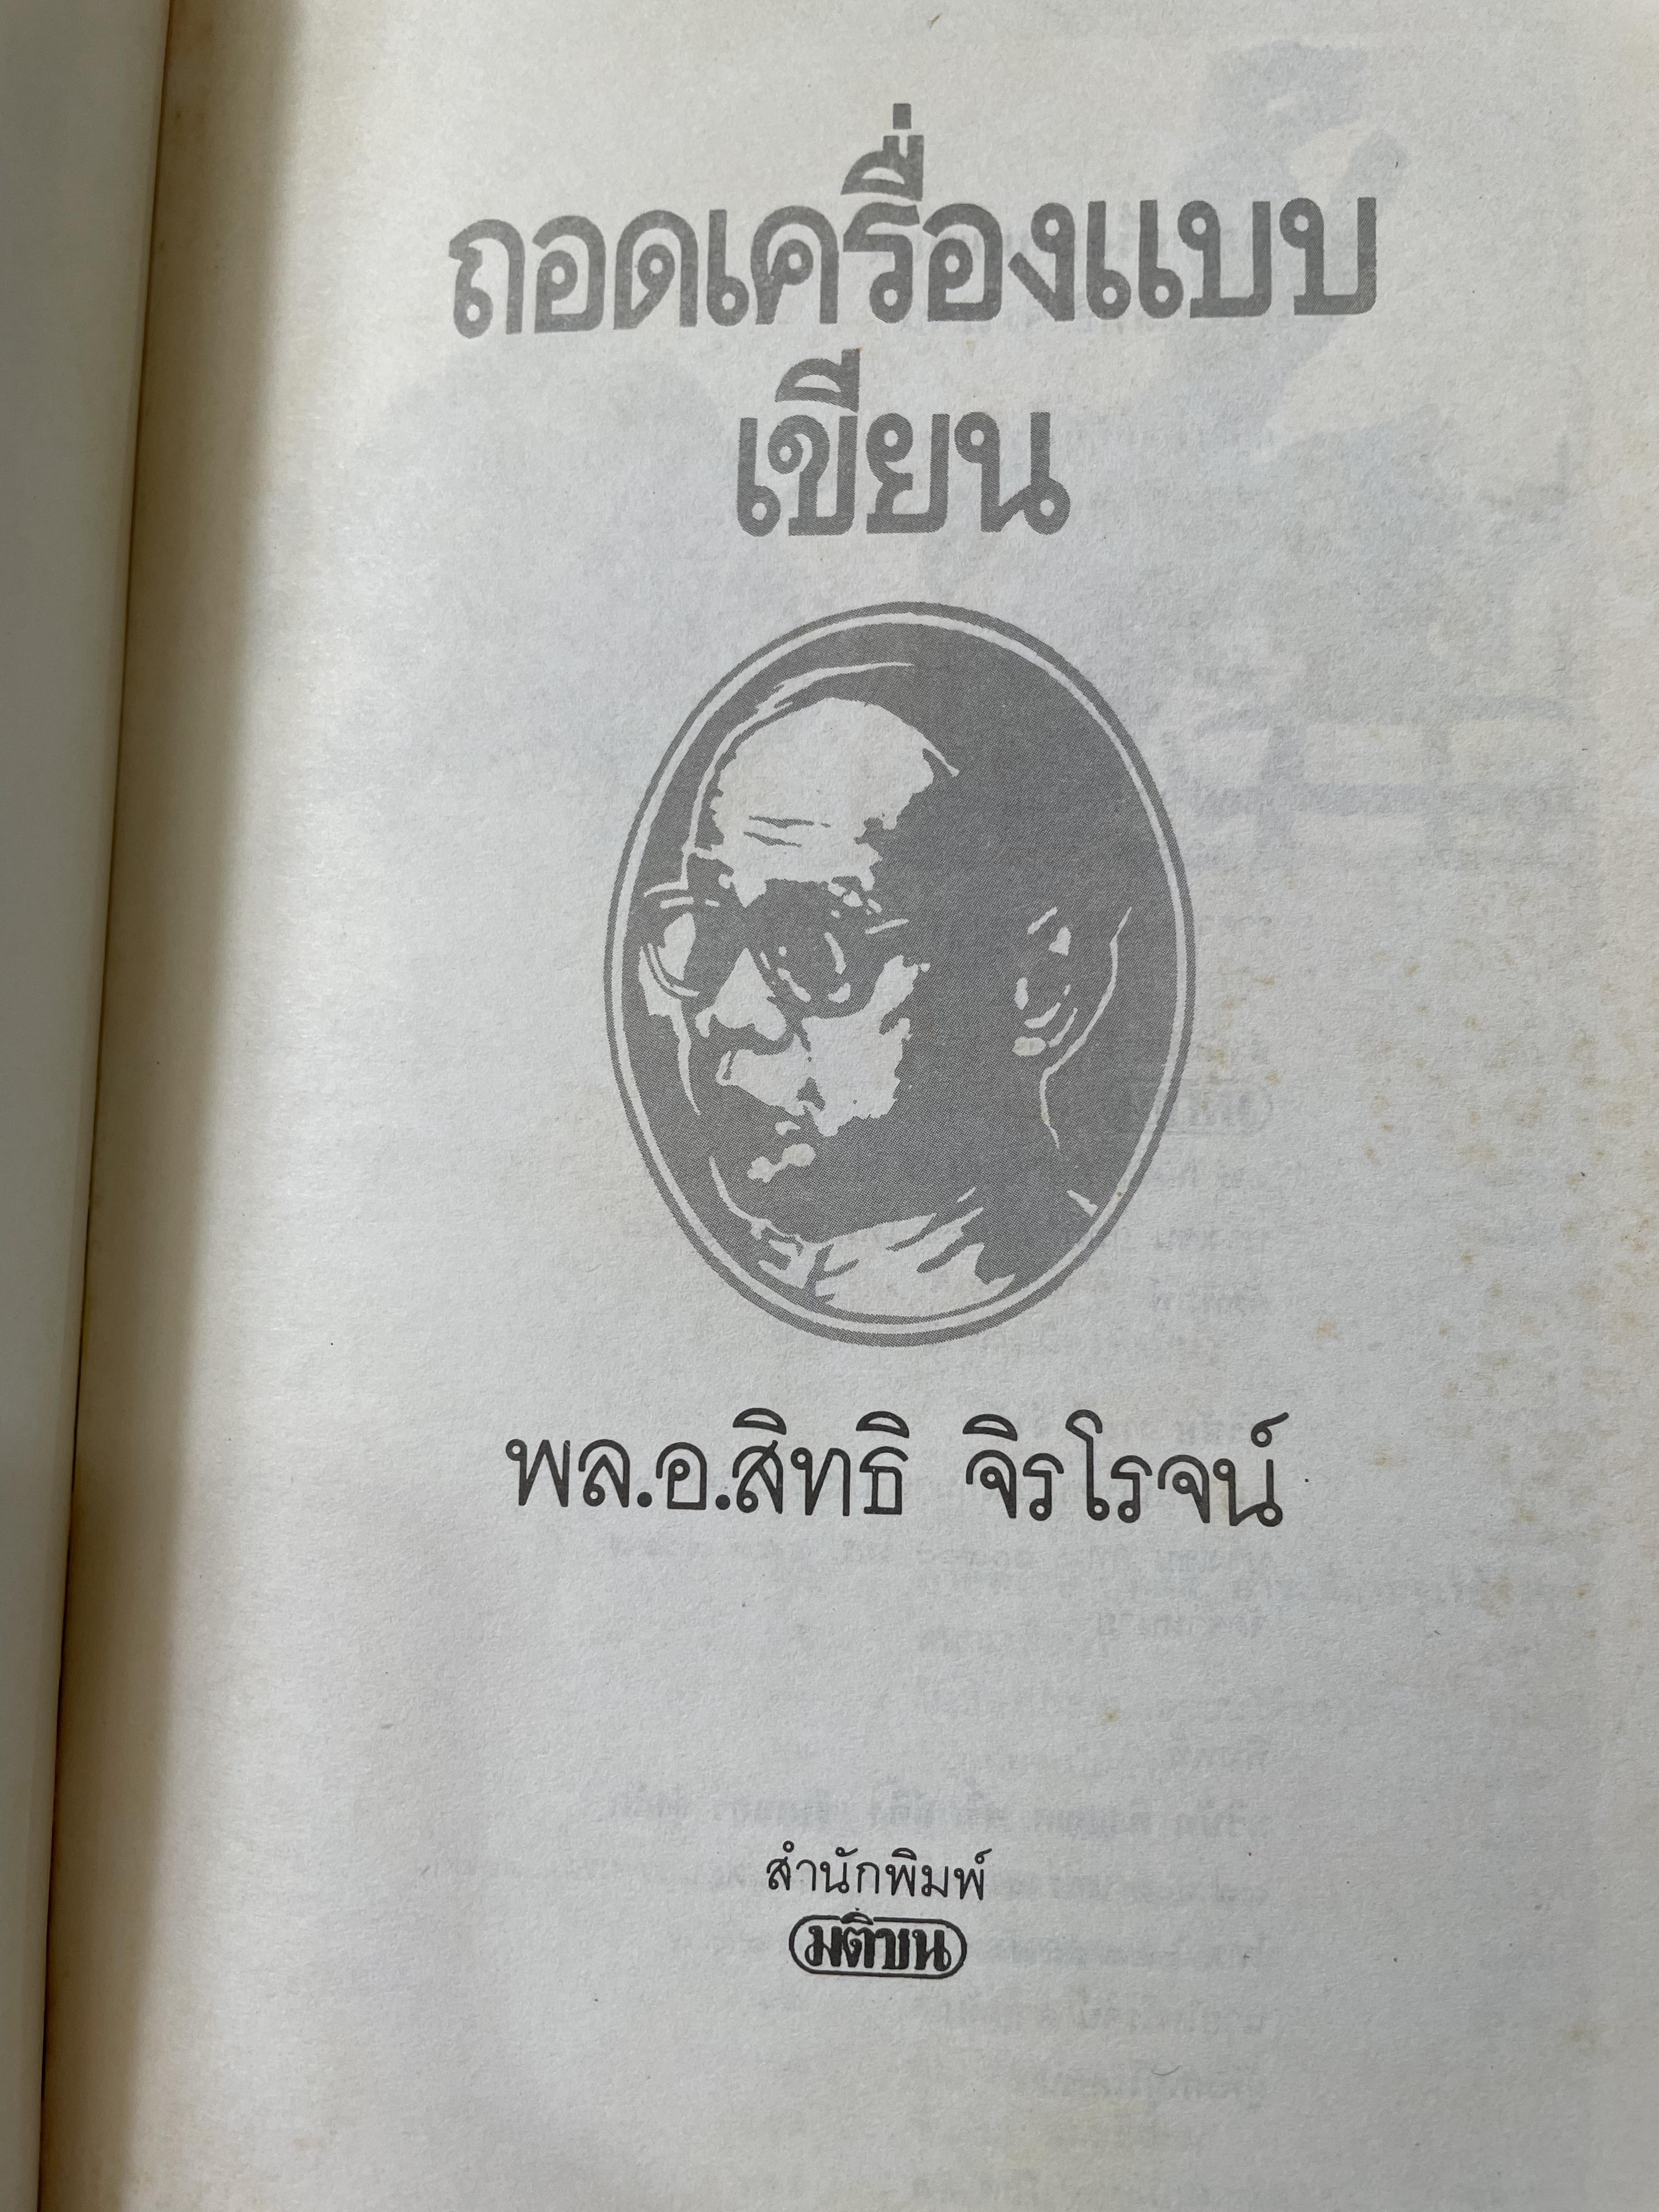 ถอดเครื่องแบบ
เขียน
พล.อ.สิทธิ จิรโรจน์
สำนักพิมพ์
มติชน